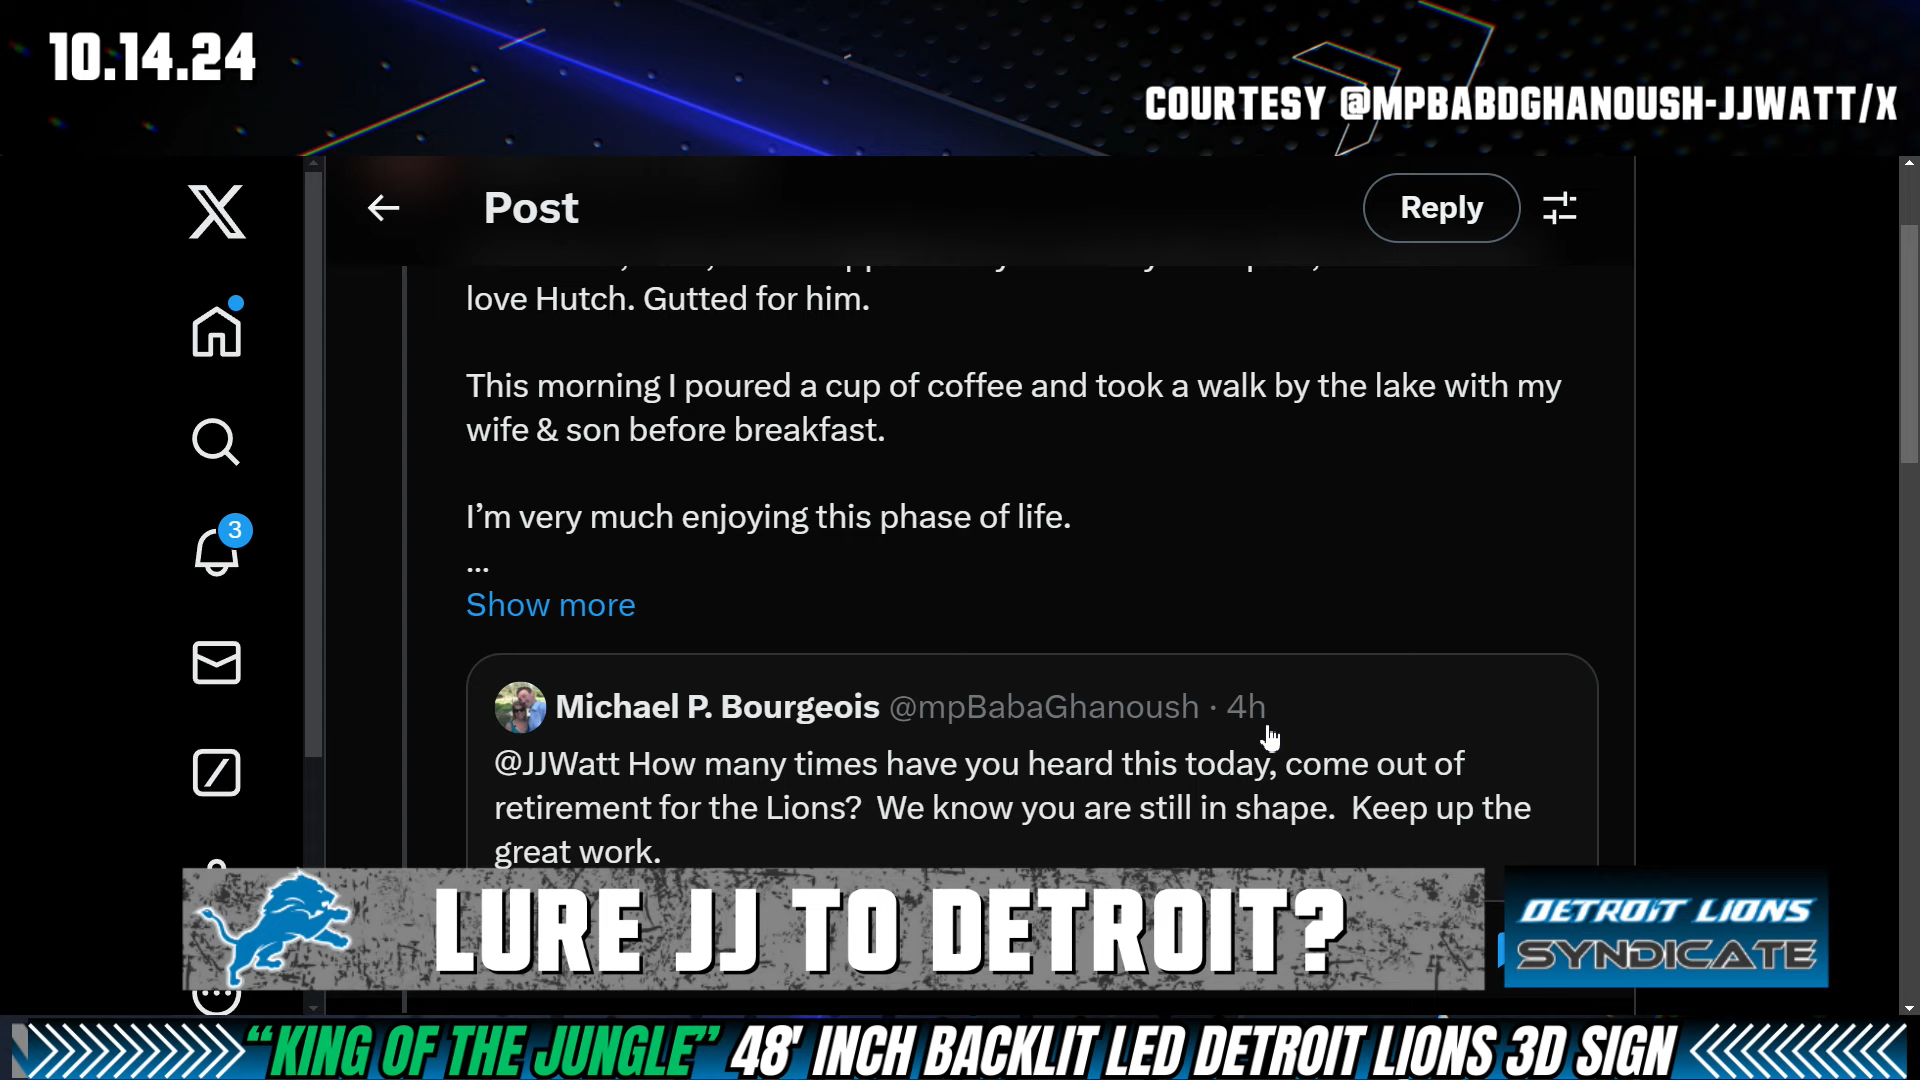 10.14.24
COURTESY @MPBABDGHANOUSH-JJWATT/X
Post
Reply
love Hutch. Gutted for him.
This morning I poured a cup of coffee and took a walk by the lake with my
wife & son before breakfast.
I’m very much enjoying this phase of life.
...
Show more
3
Michael P. Bourgeois @mpBabaGhanoush · 4h
@JJWatt How many times have you heard this today, come out of
retirement for the Lions?  We know you are still in shape.  Keep up the
great work.
LURE JJ TO DETROIT?
DETROIT LIONS
SYNDICATE
“KING OF THE JUNGLE” 48' INCH BACKLIT LED DETROIT LIONS 3D SIGN